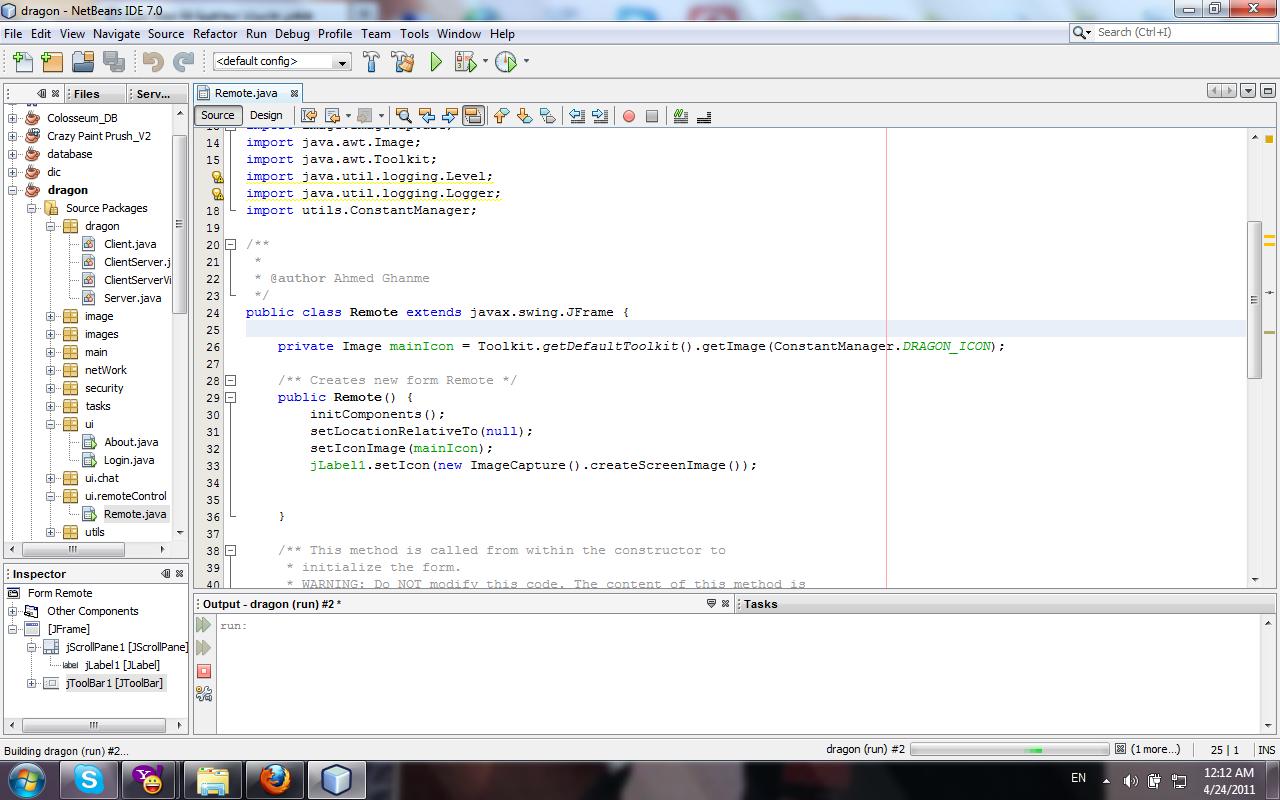 dragon - NetBeans IDE 7.0
File Edit View Navigate Source Refactor Run Debug Profile Team Tools Window Help
Search (Ctrl+I)
<default config>
Files
Serv...
Colosseum_DB
Crazy Paint Prush_V2
database
dic
dragon
Source Packages
dragon
Client.java
ClientServer.j
ClientServerVi
Server.java
image
images
main
netWork
security
tasks
ui
About.java
Login.java
ui.chat
ui.remoteControl
Remote.java
utils
Inspector
Form Remote
Other Components
[JFrame]
jScrollPane1 [JScrollPane]
label jLabel1 [JLabel]
jToolBar1 [JToolBar]
Remote.java
Source Design
14 import java.awt.Image;
15 import java.awt.Toolkit;
import java.util.logging.Level;
import java.util.logging.Logger;
18 import utils.ConstantManager;
19
20 /**
21 *
22 * @author Ahmed Ghanme
23 */
24 public class Remote extends javax.swing.JFrame {
25
26 private Image mainIcon = Toolkit.getDefaultToolkit().getImage(ConstantManager.DRAGON_ICON);
27
28 /** Creates new form Remote */
29 public Remote() {
30 initComponents();
31 setLocationRelativeTo(null);
32 setIconImage(mainIcon);
33 jLabel1.setIcon(new ImageCapture().createScreenImage());
34
35
36 }
37
38 /** This method is called from within the constructor to
39 * initialize the form.
40 * WARNING: Do NOT modify this code. The content of this method is
Output - dragon (run) #2 *
Tasks
run:
Building dragon (run) #2...
dragon (run) #2
(1 more...)
25 | 1
INS
EN
12:12 AM
4/24/2011